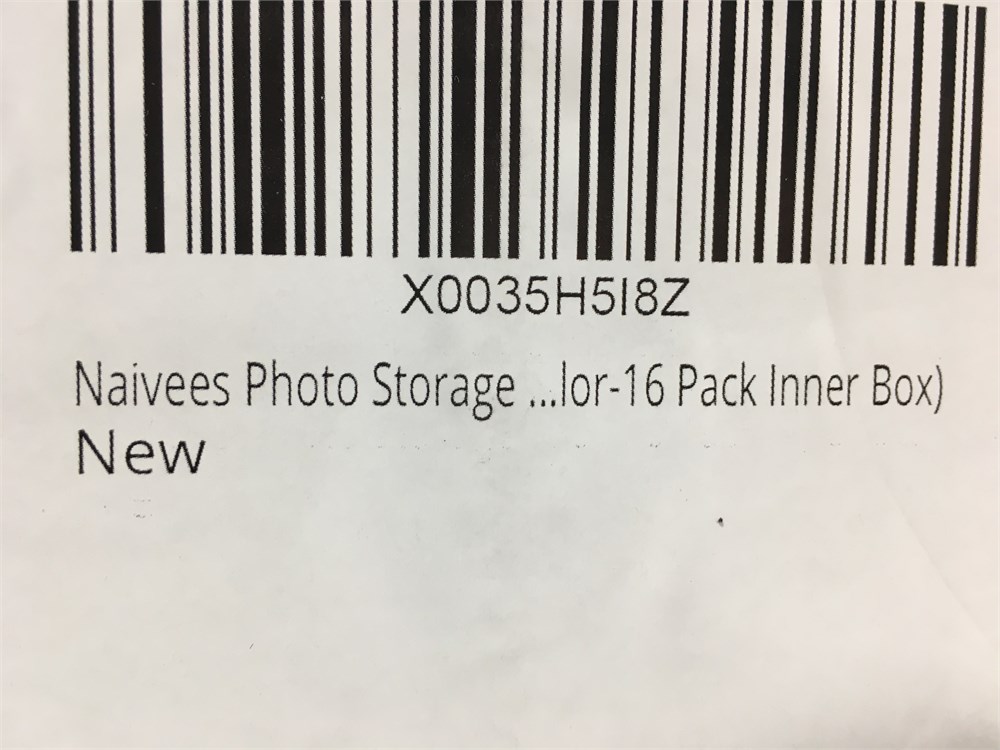 X0035H5I8Z
Naivees Photo Storage ...lor-16 Pack Inner Box)
New